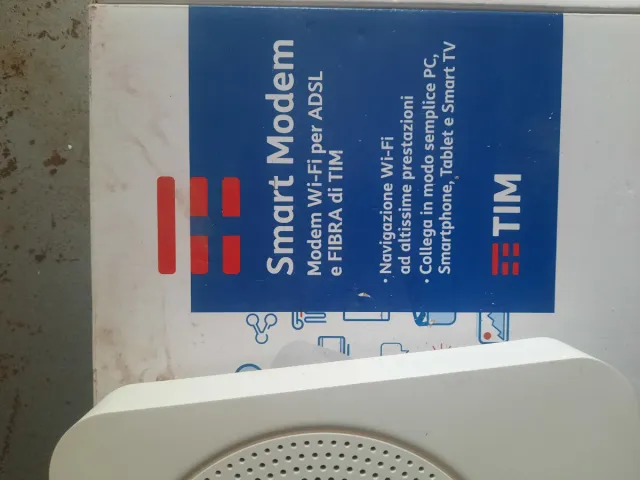 Smart Modem
Modem Wi-Fi per ADSL
e FIBRA di TIM
· Navigazione Wi-Fi
ad altissime prestazioni
· Collega in modo semplice PC,
Smartphone, Tablet e Smart TV
TIM